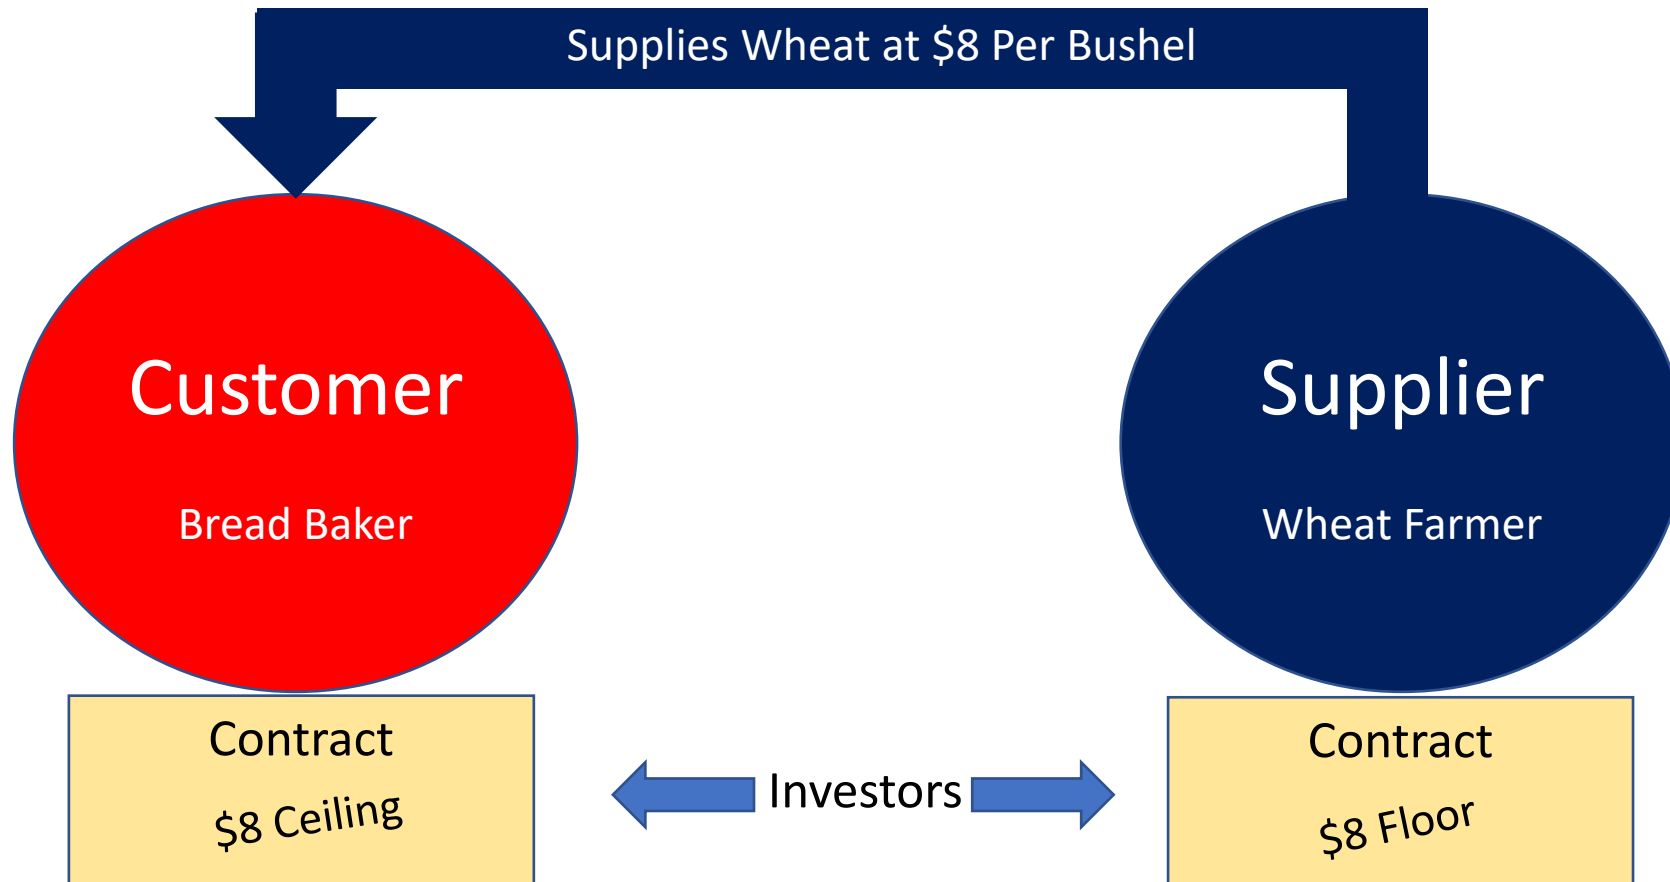 Supplies Wheat at $8 Per Bushel
Customer
Bread Baker
Supplier
Wheat Farmer
Contract
$8 Ceiling
Investors
Contract
$8 Floor